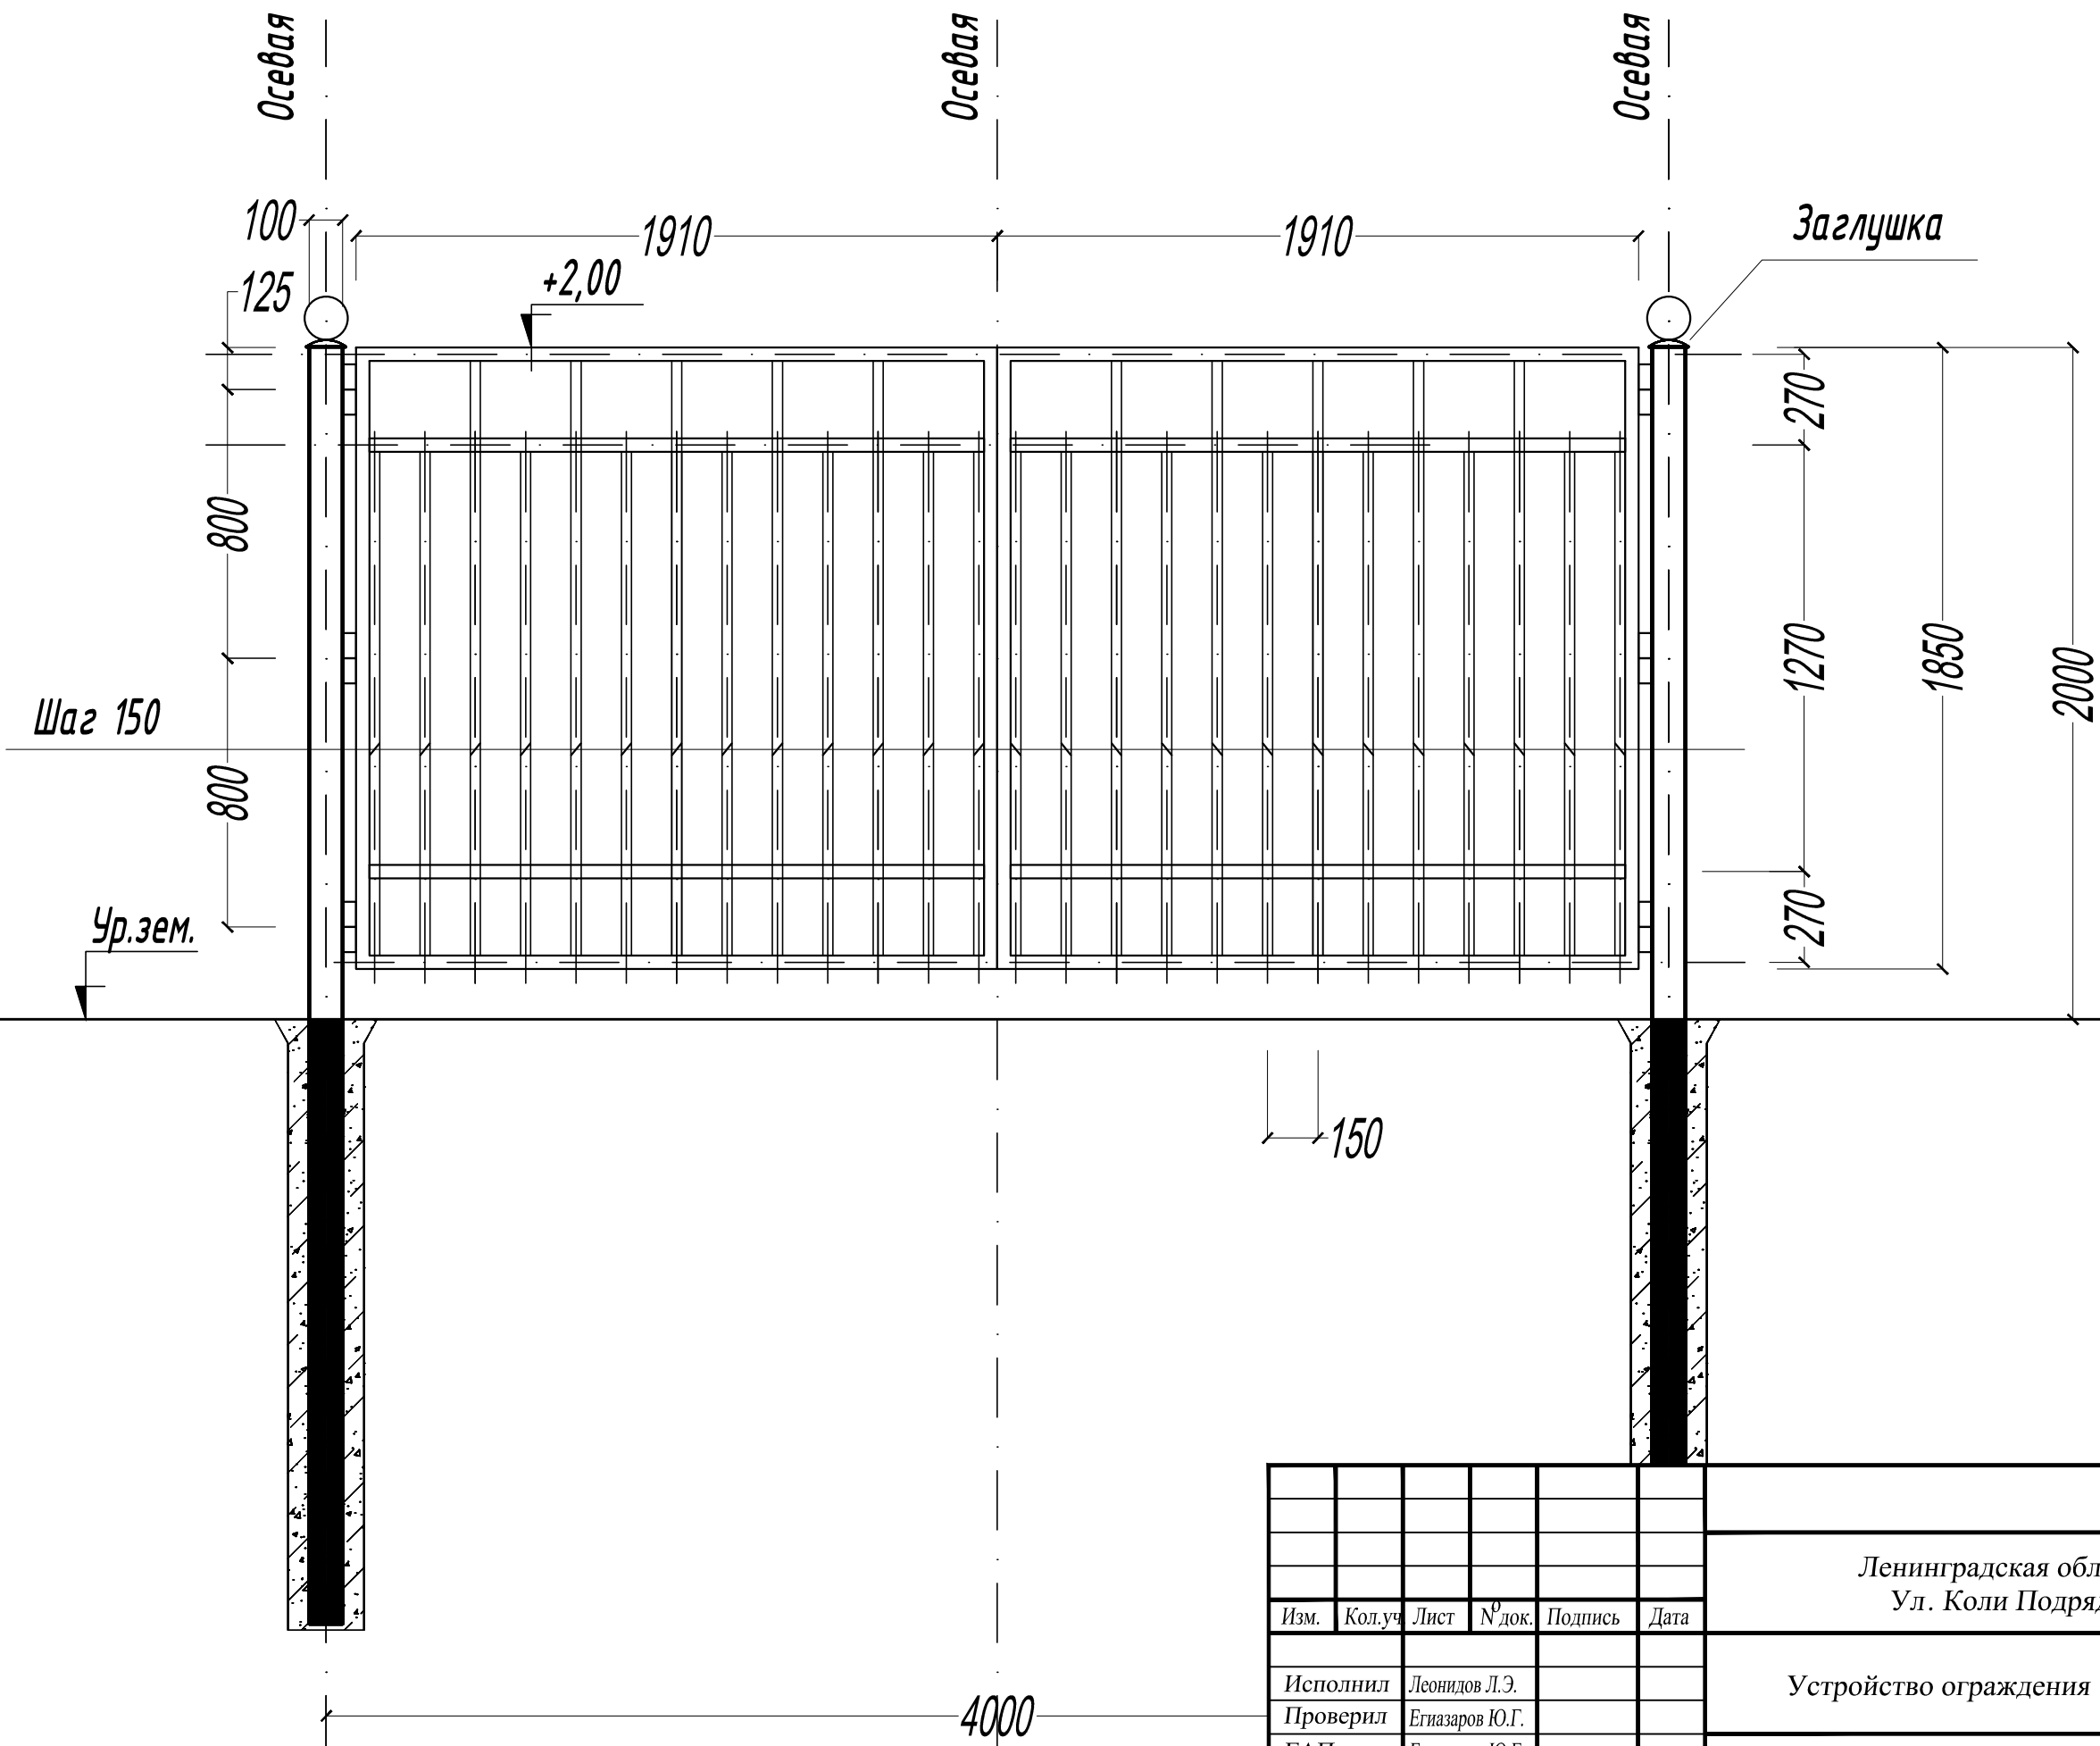 Осевая
Осевая
Осевая
100
1910
1910
Заглушка
125
+2,00
270
800
1270
1850
2000
Шаг 150
800
Ур.зем.
270
150
Ленинградская обл
Изм. Кол.уч Лист №док. Подпись Дата
Ул. Коли Подряд
Исполнил Леонидов Л.Э.
Устройство ограждения
Проверил Егиазаров Ю.Г.
4000